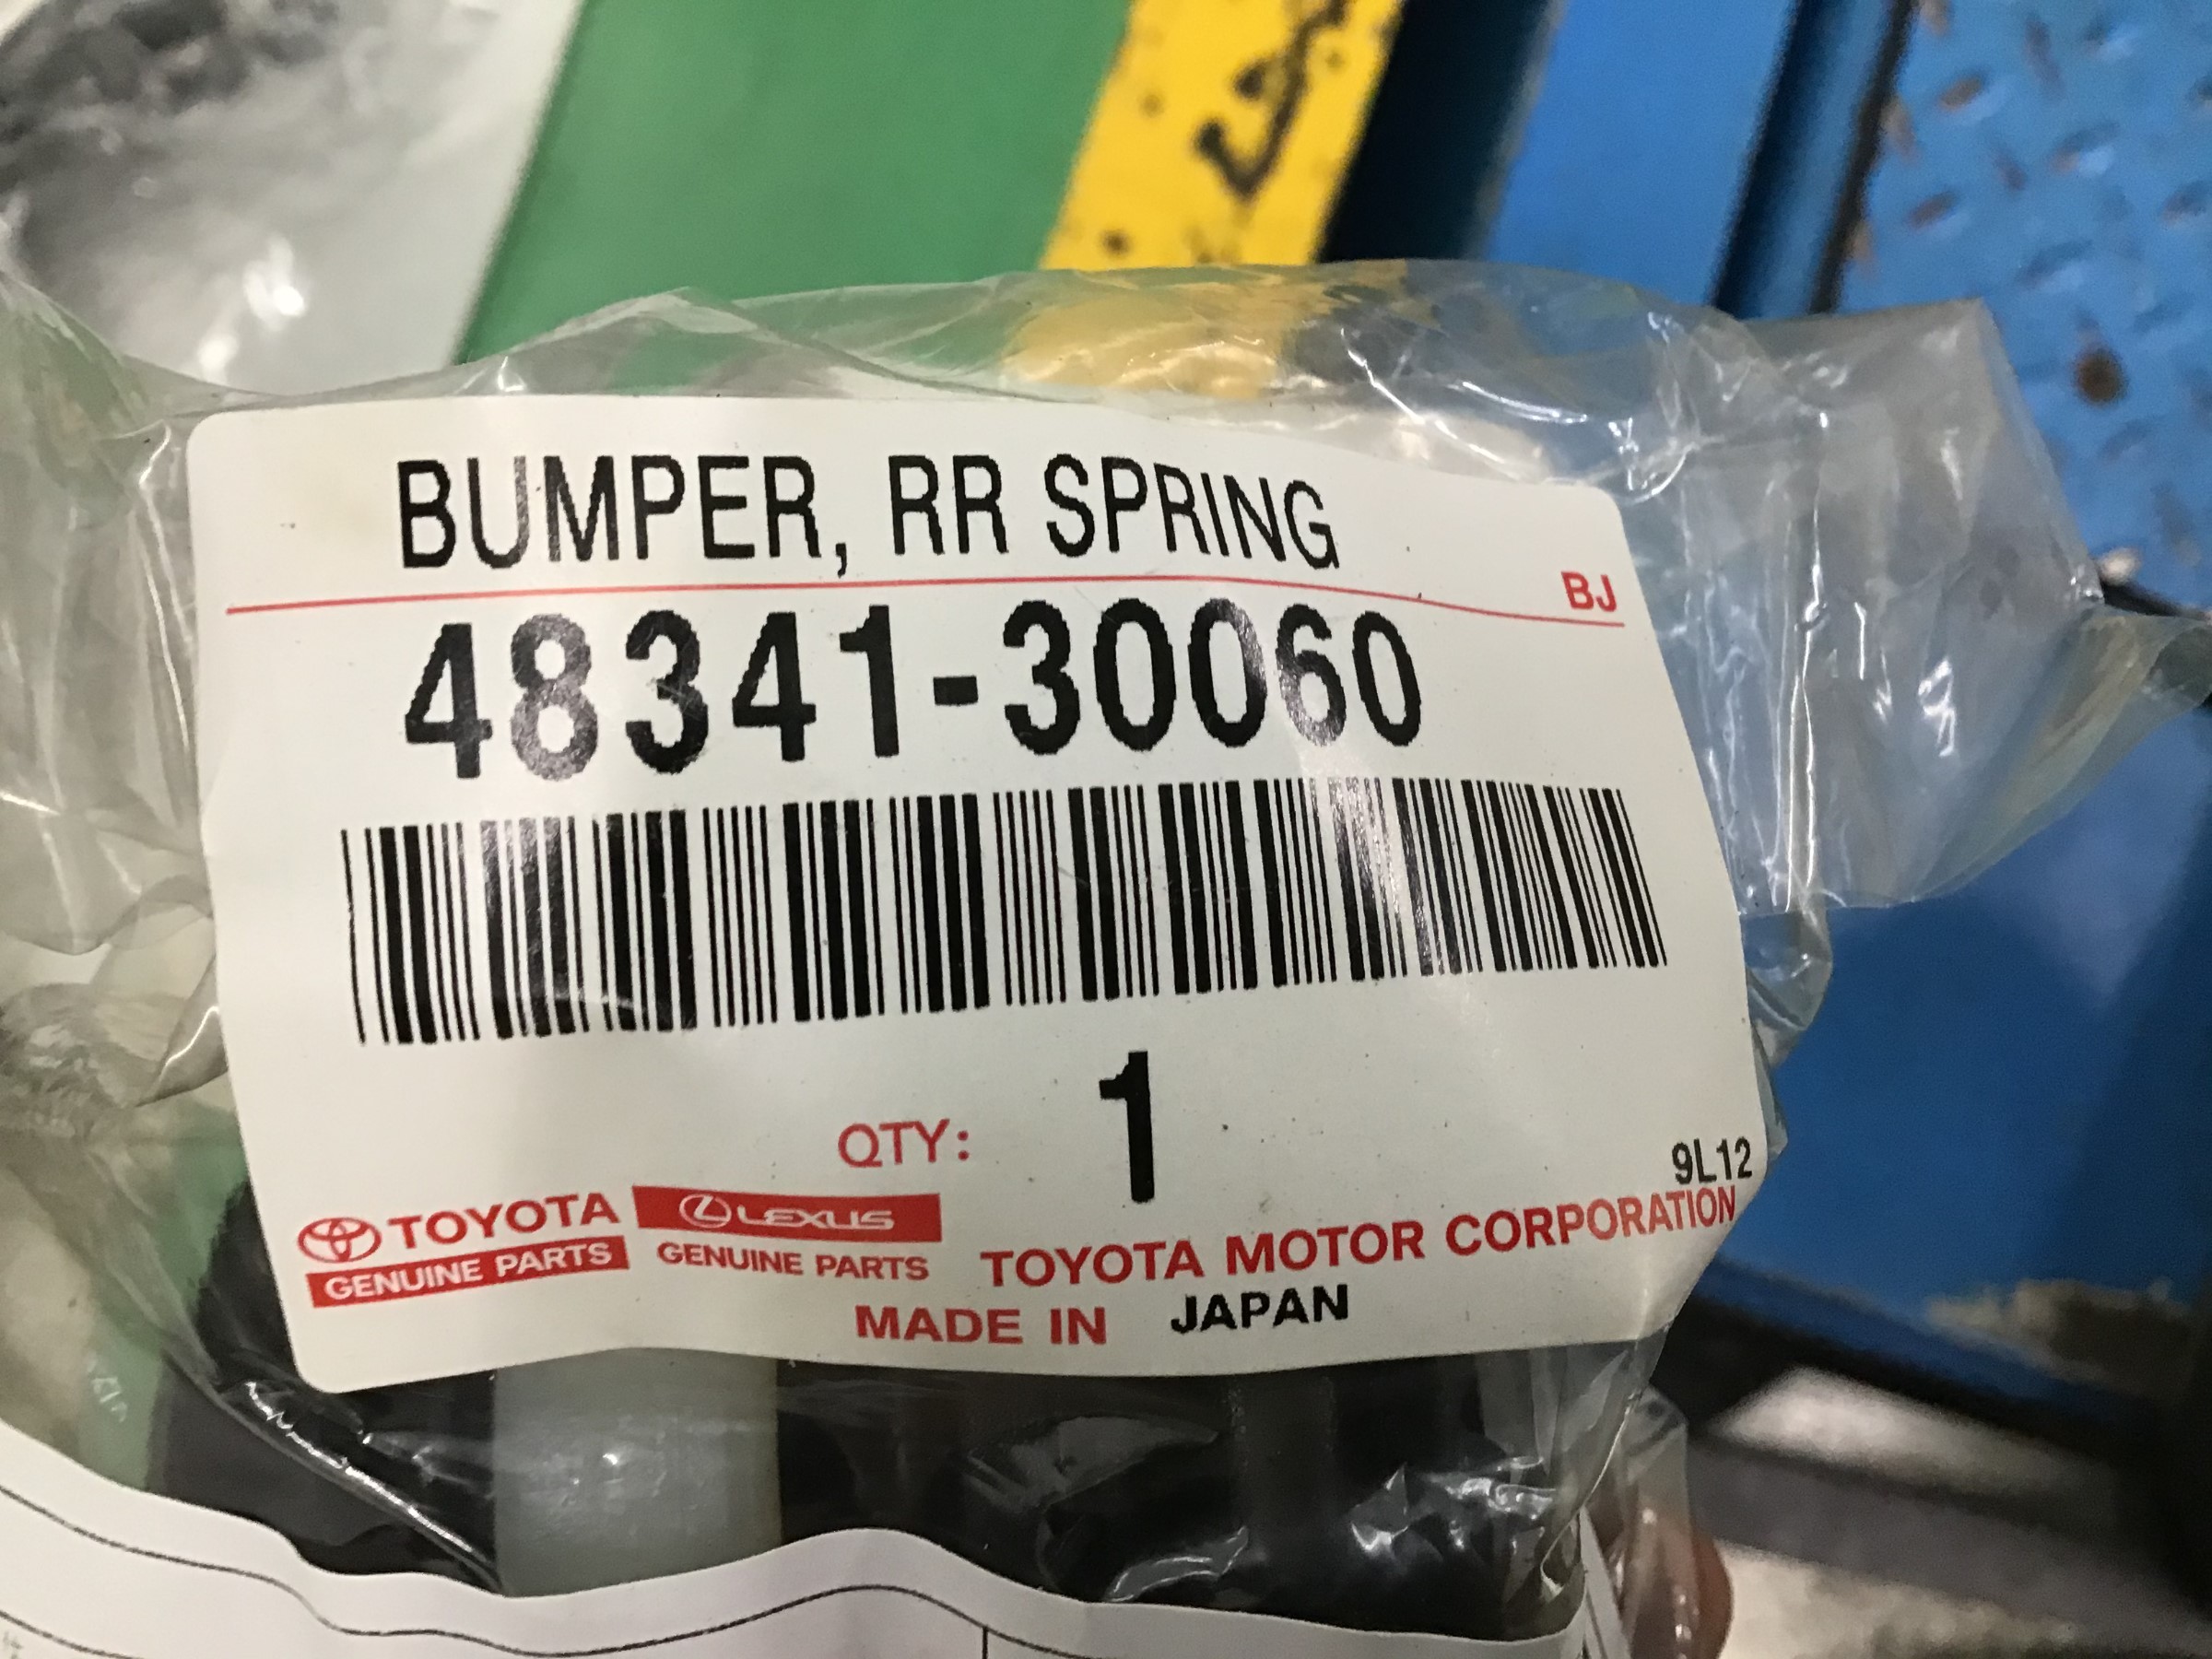 BUMPER, RR SPRING
BJ
48341-30060
QTY: 1
9L12
TOYOTA
GENUINE PARTS
LEXUS
GENUINE PARTS
TOYOTA MOTOR CORPORATION
MADE IN JAPAN